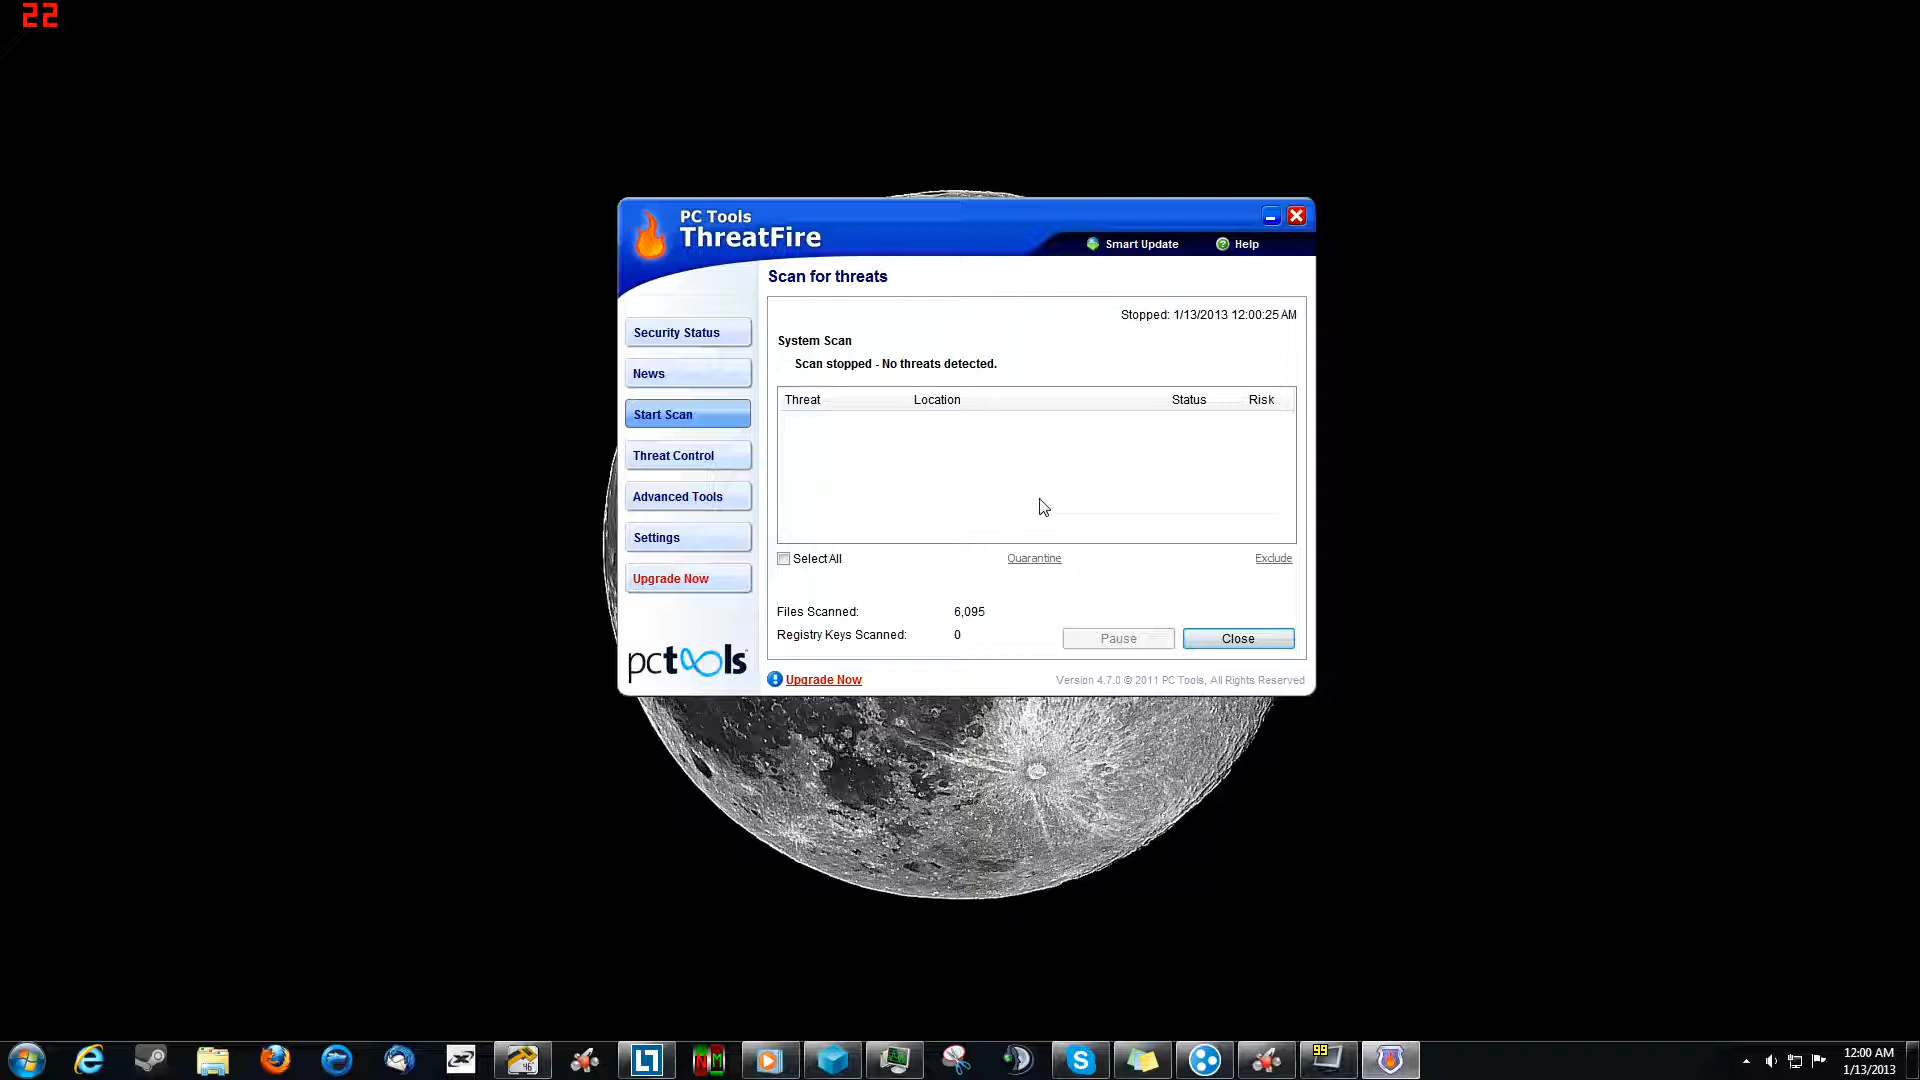 22
PC Tools
ThreatFire
Smart Update
Help
Scan for threats
Stopped: 1/13/2013 12:00:25 AM
System Scan
Scan stopped - No threats detected.
Security Status
News
Start Scan
Threat Control
Advanced Tools
Settings
Upgrade Now
Threat Location Status Risk
Select All
Quarantine
Exclude
Files Scanned: 6,095
Registry Keys Scanned: 0
Pause
Close
pctools
Upgrade Now
Version 4.7.0 © 2011 PC Tools, All Rights Reserved
96
NM
99
12:00 AM
1/13/2013